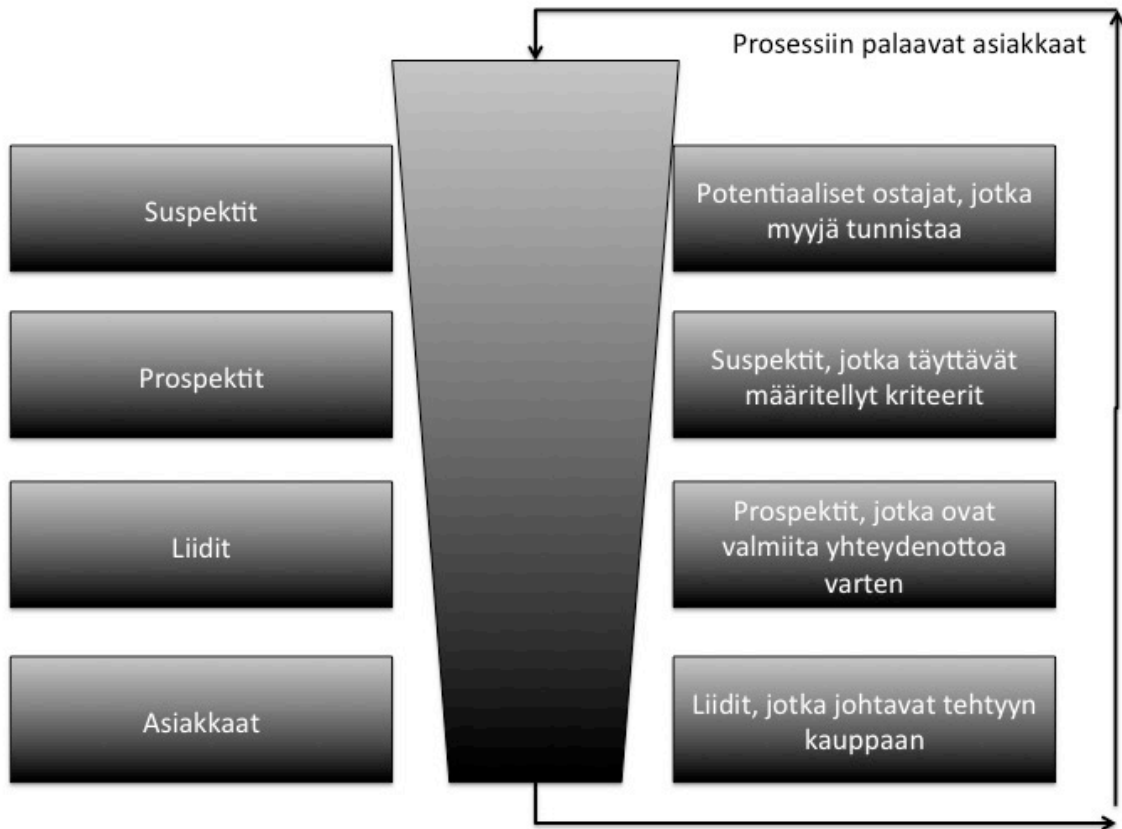 Prosessiin palaavat asiakkaat
Suspektit
Potentiaaliset ostajat, jotka
myyjä tunnistaa
Prospektit
Suspektit, jotka täyttävät
määritellyt kriteerit
Liidit
Prospektit, jotka ovat
valmiita yhteydenottoa
varten
Asiakkaat
Liidit, jotka johtavat tehtyyn
kauppaan